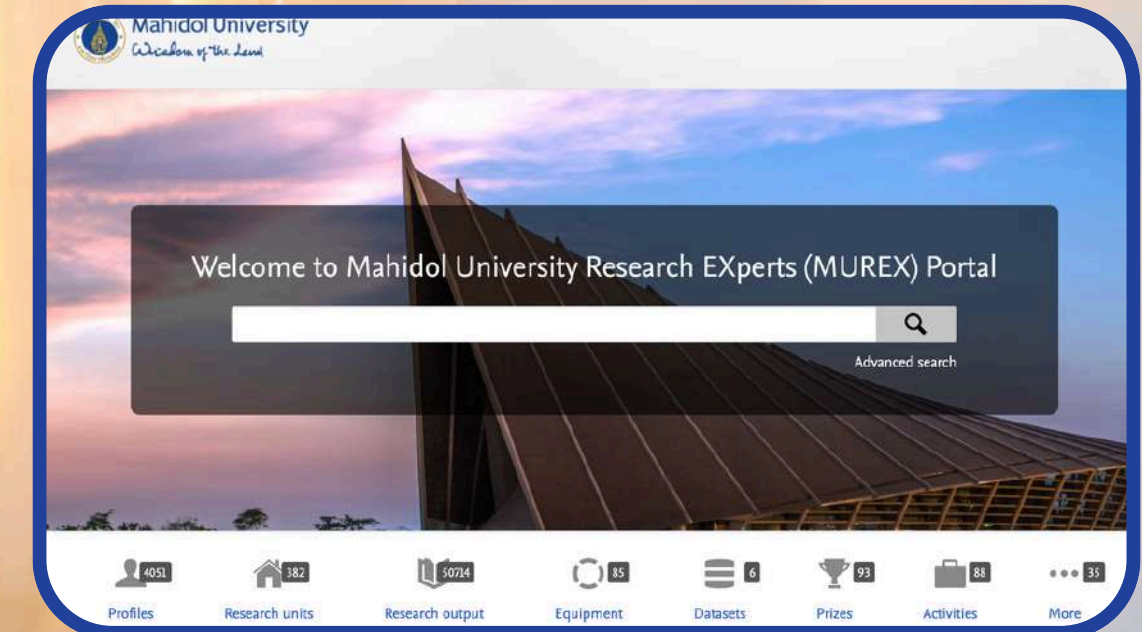 Mahidol University
Wisdom of the Land
Welcome to Mahidol University Research EXperts (MUREX) Portal
Advanced search
4051 382 50714 85 6 93 88 35
Profiles Research units Research output Equipment Datasets Prizes Activities More